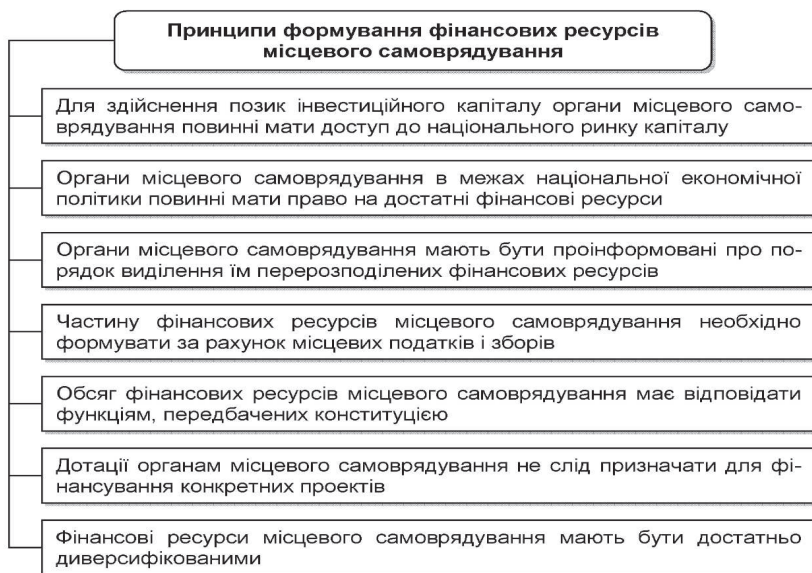 Принципи формування фінансових ресурсів
місцевого самоврядування
Для здійснення позик інвестиційного капіталу органи місцевого само-
врядування повинні мати доступ до національного ринку капіталу
Органи місцевого самоврядування в межах національної економічної
політики повинні мати право на достатні фінансові ресурси
Органи місцевого самоврядування мають бути проінформовані про по-
рядок виділення їм перерозподілених фінансових ресурсів
Частину фінансових ресурсів місцевого самоврядування необхідно
формувати за рахунок місцевих податків і зборів
Обсяг фінансових ресурсів місцевого самоврядування має відповідати
функціям, передбачених конституцією
Дотації органам місцевого самоврядування не слід призначати для фі-
нансування конкретних проектів
Фінансові ресурси місцевого самоврядування мають бути достатньо
диверсифікованими